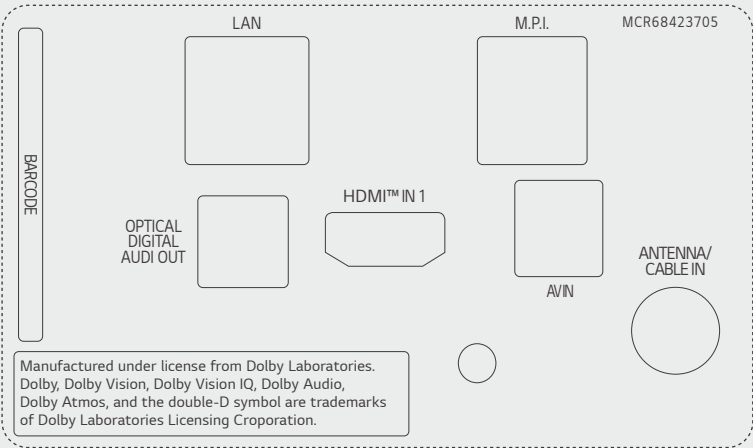 LAN
M.P.I.
MCR68423705
BARCODE
HDMI™ IN 1
OPTICAL
DIGITAL
AUDI OUT
AVIN
ANTENNA/
CABLE IN
Manufactured under license from Dolby Laboratories.
Dolby, Dolby Vision, Dolby Vision IQ, Dolby Audio,
Dolby Atmos, and the double-D symbol are trademarks
of Dolby Laboratories Licensing Croporation.